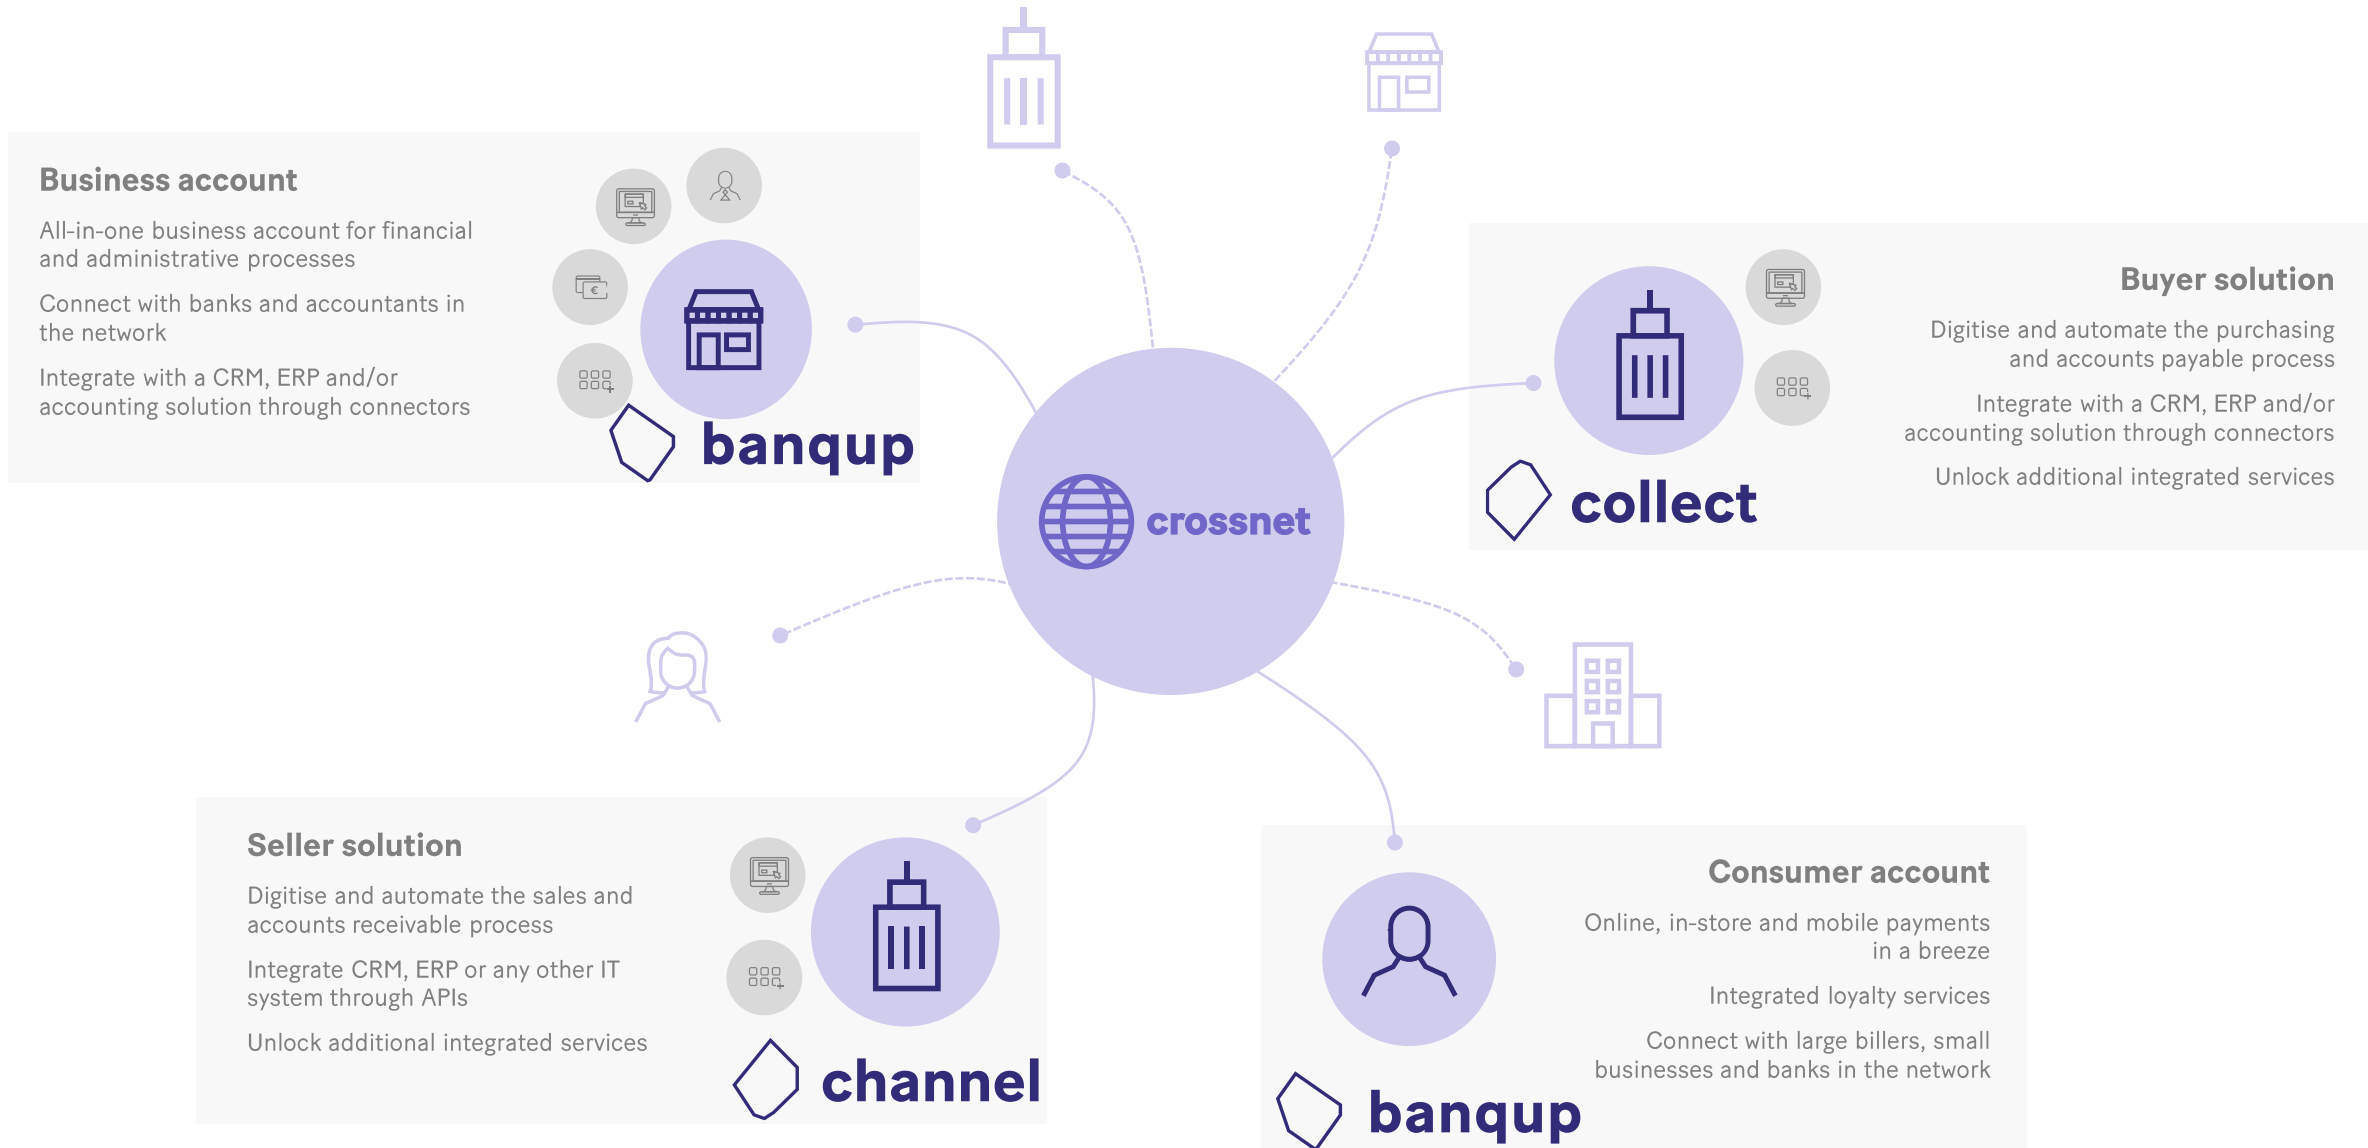 Business account
All-in-one business account for financial
and administrative processes
Connect with banks and accountants in
the network
Integrate with a CRM, ERP and/or
accounting solution through connectors
€
banqup
crossnet
Buyer solution
Digitise and automate the purchasing
and accounts payable process
Integrate with a CRM, ERP and/or
accounting solution through connectors
Unlock additional integrated services
collect
Seller solution
Digitise and automate the sales and
accounts receivable process
Integrate CRM, ERP or any other IT
system through APIs
Unlock additional integrated services
channel
Consumer account
Online, in-store and mobile payments
in a breeze
Integrated loyalty services
Connect with large billers, small
businesses and banks in the network
banqup